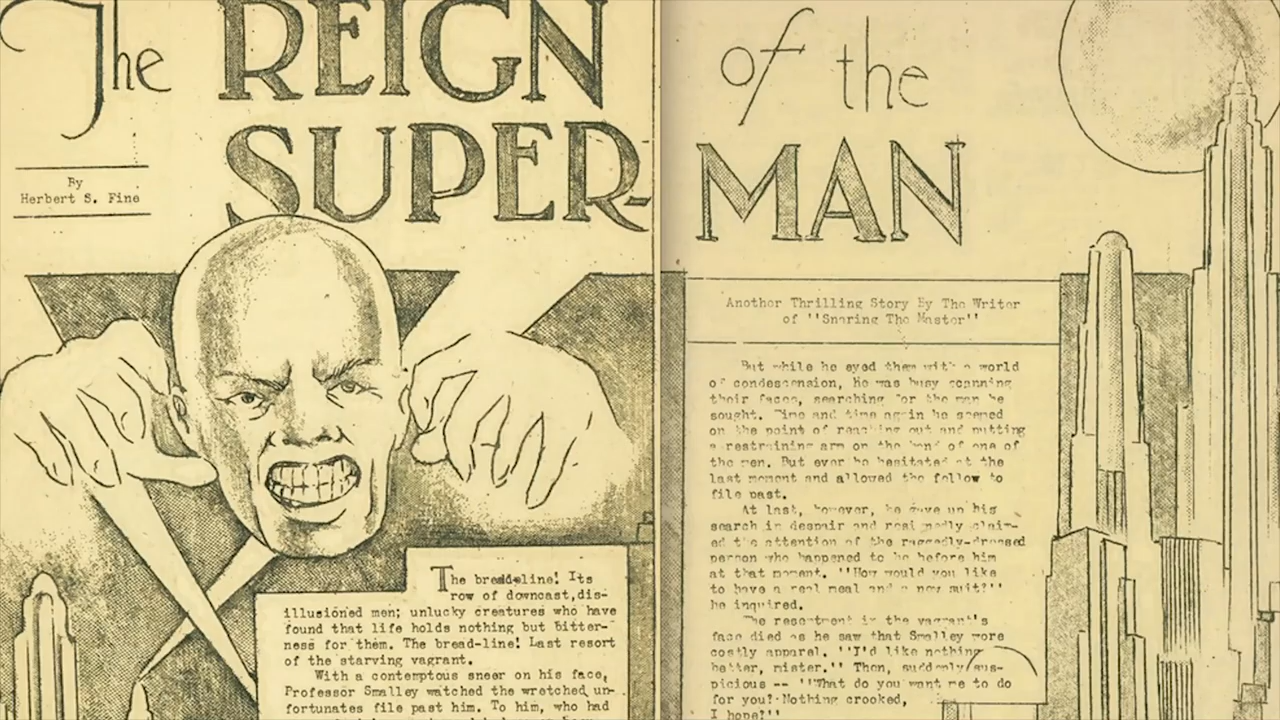 The REIGN
SUPER-
By
Herbert S. Fine
The bread-line! Its
row of downcast, dis-
illusioned men; unlucky creatures who have
found that life holds nothing but bitter-
ness for them. The bread-line! Last resort
of the starving vagrant.
With a contemptous sneer on his face,
Professor Smalley watched the wretched un-
fortunates file past him. To him, who had
of the
MAN
Another Thrilling Story By The Writer
of "Snaring The Master"
But while he eyed them with a world
of condescension, He was busy scanning
their faces, searching for the man he
sought. Time and time again he seemed
on the point of reaching out and putting
a restraining arm on the hand of one of
the men. But ever he hesitated at the
last moment and allowed the fellow to
file past.
At last, however, he gave up his
search in despair and resignedly claim-
ed the attention of the raggedly-dressed
person who happened to be before him
at that moment. ''How would you like
to have a real meal and a new suit?''
he inquired.
The resentment in the vagrant's
face died as he saw that Smalley wore
costly apparel. ''I'd like nothing
better, mister.'' Then, suddenly sus-
picious -- ''What do you want me to do
for you? Nothing crooked,
I hope?''